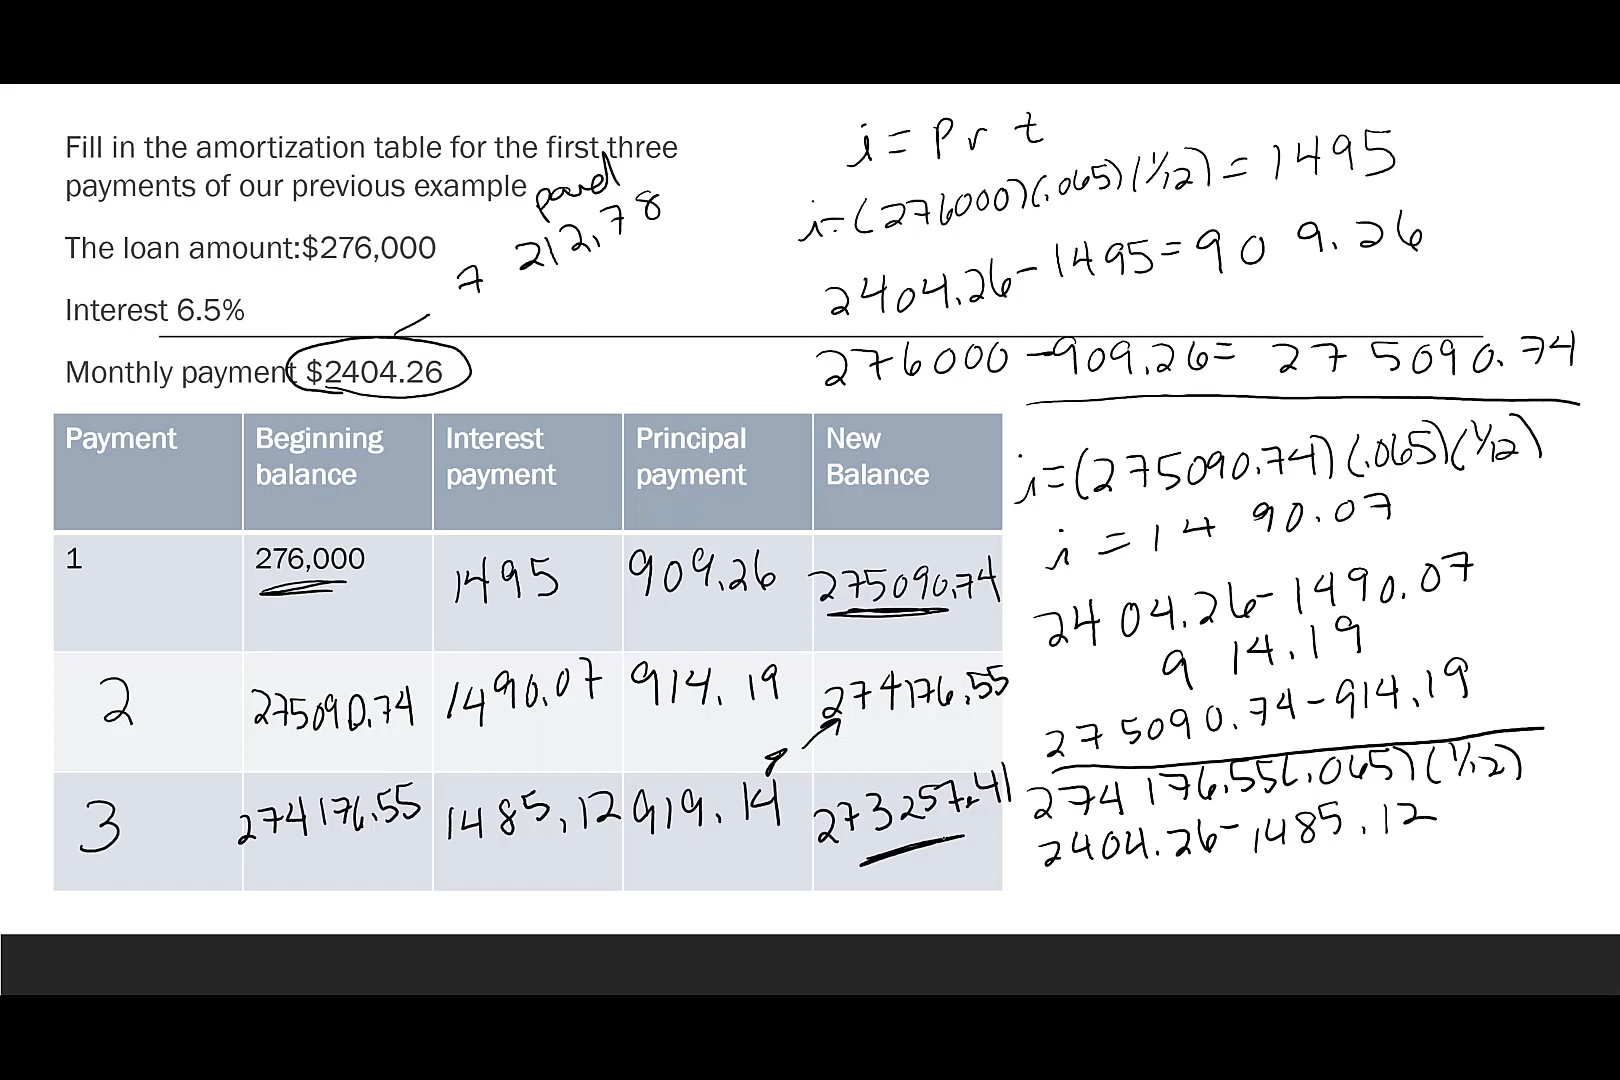 Fill in the amortization table for the first three
payments of our previous example
The loan amount:$276,000
212.78
Interest 6.5%
Monthly payment $2404.26
i = P r t
i=(276000)(.065)(1/12) = 1495
2404.26 - 1495 = 909.26
276000 - 909.26 = 275090.74
Payment Beginning balance Interest payment Principal payment New Balance
1 276,000 1495 909.26 275090.74
2 275090.74 1490.07 914.19 274176.55
3 274176.55 1485.12 919.14 273257.41
i=(275090.74)(.065)(1/12)
i = 1490.07
2404.26 - 1490.07
914.19
275090.74 - 914.19
274176.55(.065)(1/12)
2404.26 - 1485.12